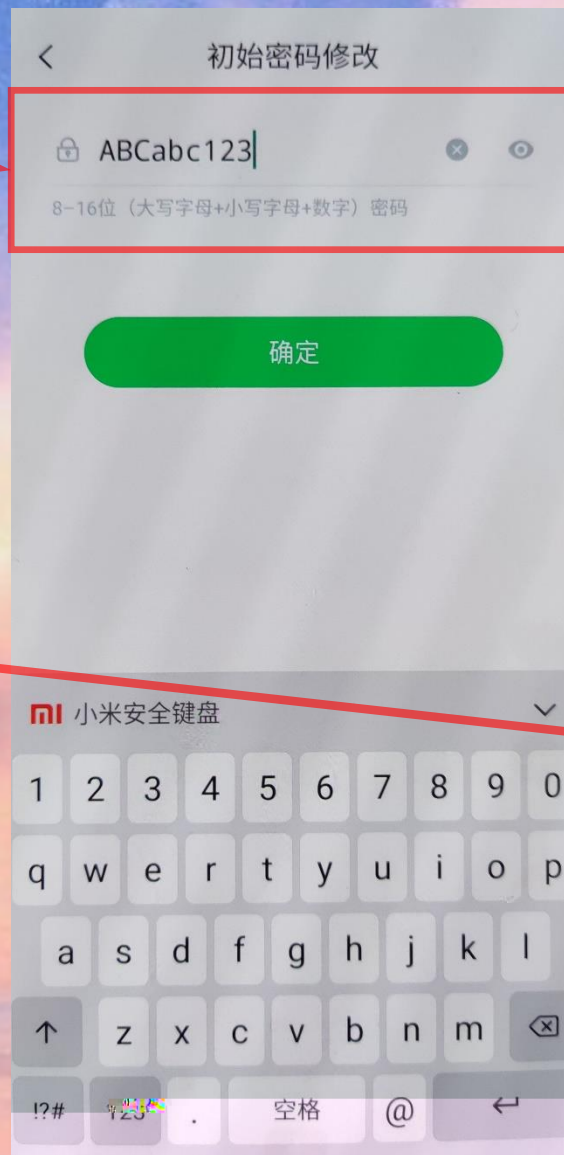 初始密码修改
ABCabc123
8-16位（大写字母+小写字母+数字）密码
确定
小米安全键盘
1 2 3 4 5 6 7 8 9 0
q w e r t y u i o p
a s d f g h j k l
z x c v b n m
!?# . 空格 @